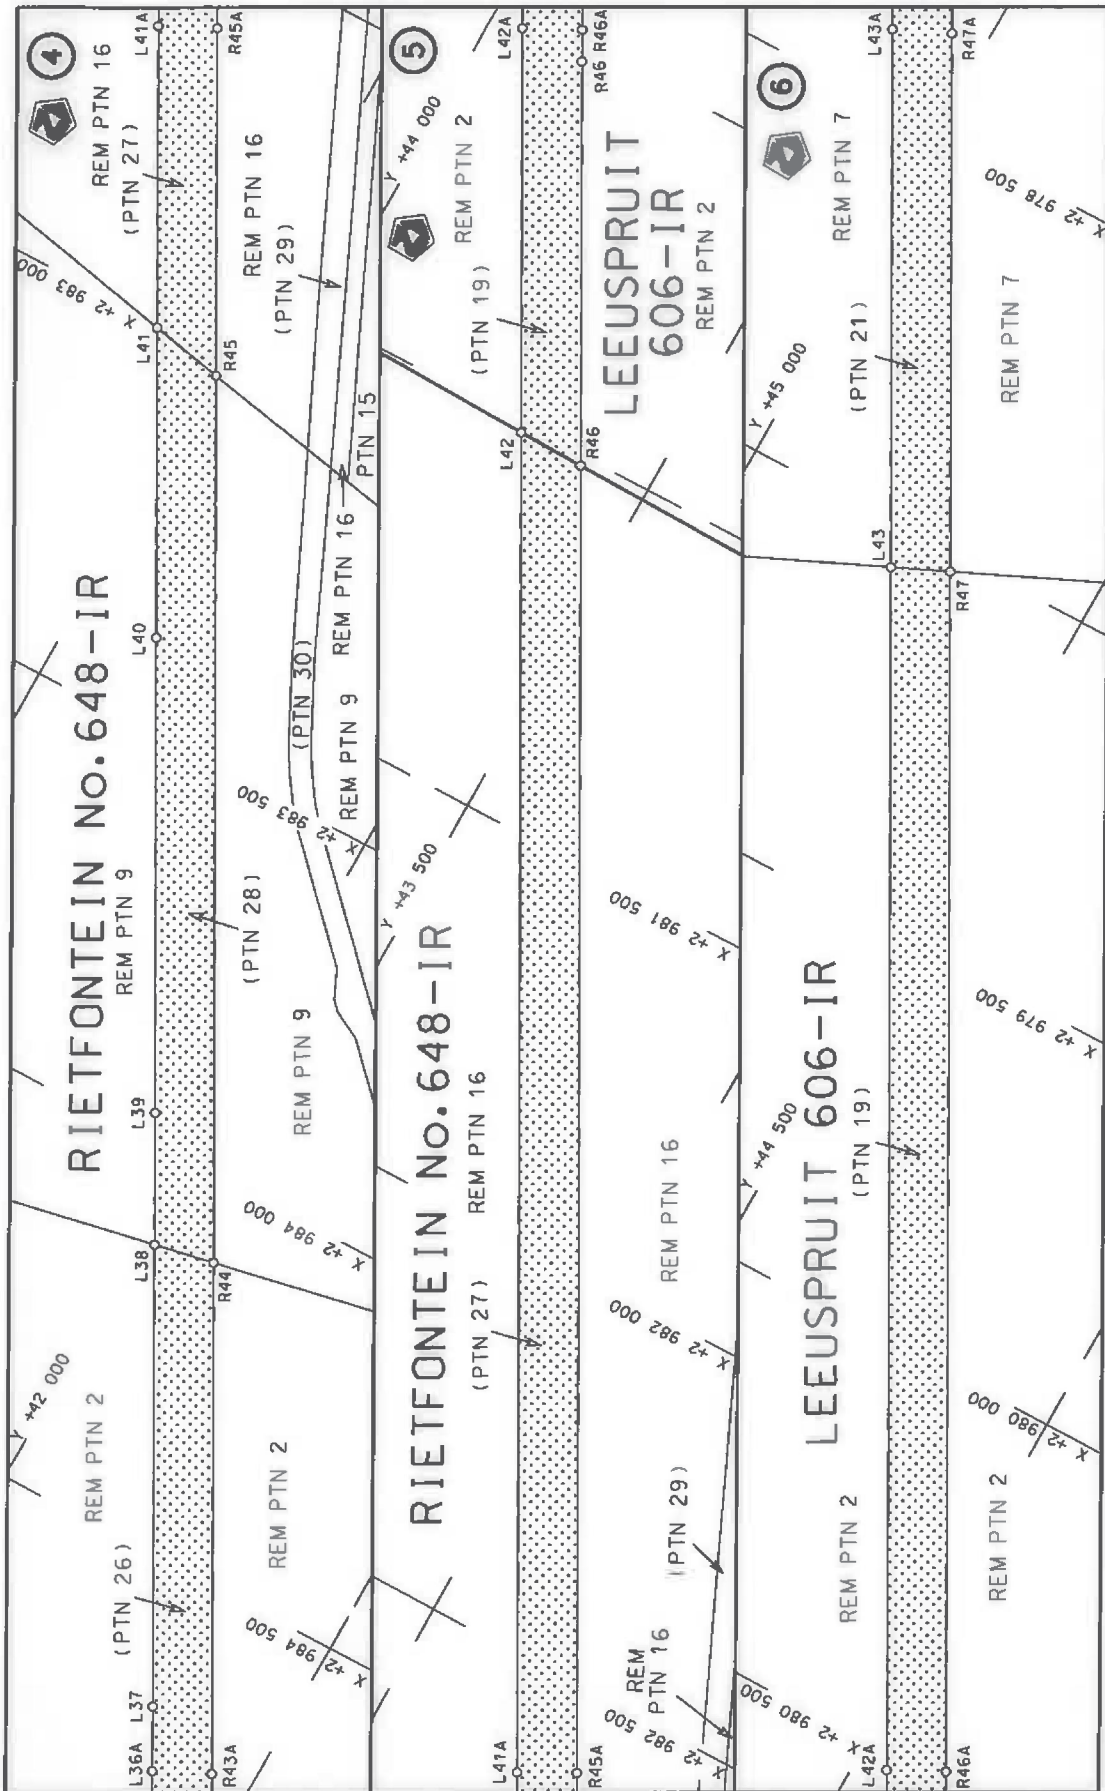 4
L36A
L37
L38
L39
L40
L41
L41A
R43A
R44
R45
R45A
(PTN 26)
REM PTN 2
Y +42 000
RIETFONTEIN No.648-IR
REM PTN 9
X +2 983 000
REM PTN 16
(PTN 27)
REM PTN 2
X +2 984 500
X +2 984 000
REM PTN 9
(PTN 28)
X +2 983 500
(PTN 30)
REM PTN 9
REM PTN 16
PTN 15
REM PTN 16
(PTN 29)
5
L41A
L42
L42A
R45A
R46
R46
R46A
RIETFONTEIN No.648-IR
(PTN 27)
REM PTN 16
Y +43 500
Y +44 000
(PTN 19)
REM PTN 2
X +2 982 500
REM
PTN 16
(PTN 29)
X +2 982 000
REM PTN 16
X +2 981 500
LEEUSPRUIT
606-IR
REM PTN 2
6
L42A
L43
L43A
R46A
R47
R47A
X +2 980 500
REM PTN 2
LEEUSPRUIT 606-IR
(PTN 19)
Y +44 500
Y +45 000
(PTN 21)
REM PTN 7
REM PTN 2
X +2 980 000
X +2 979 500
REM PTN 7
X +2 978 500